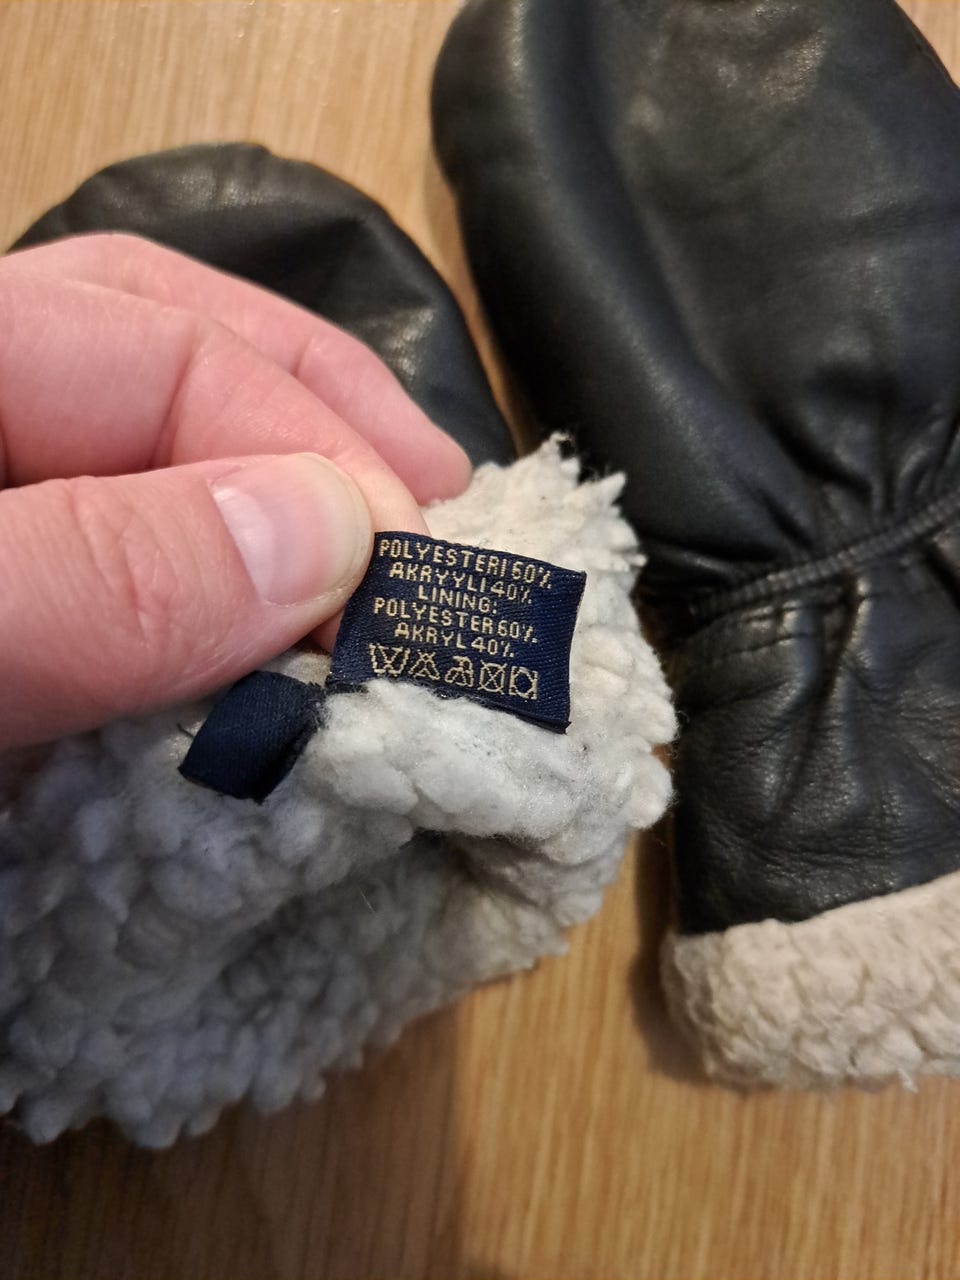 POLYESTERI 60%
AKRYYLI 40%
LINING:
POLYESTER 60%
AKRYL 40%